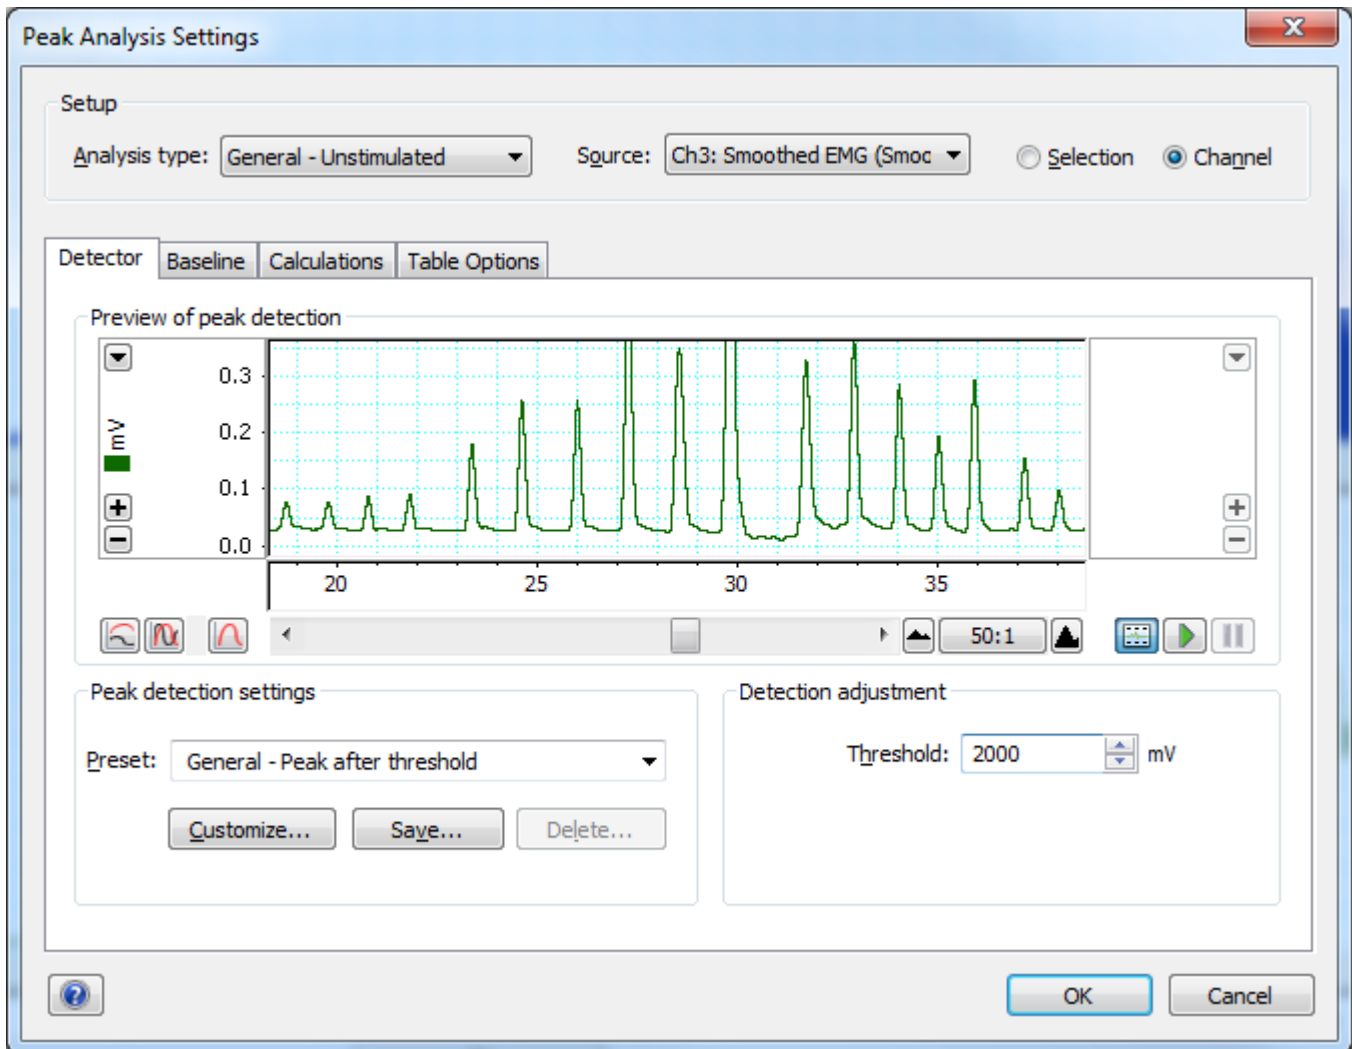 Peak Analysis Settings
Setup
Analysis type: General - Unstimulated Source: Ch3: Smoothed EMG (Smoc Selection Channel
Detector Baseline Calculations Table Options
Preview of peak detection
0.3
mV
0.2
0.1
0.0
20 25 30 35
50:1
Peak detection settings Detection adjustment
Preset: General - Peak after threshold Threshold: 2000 mV
Customize... Save... Delete...
OK Cancel